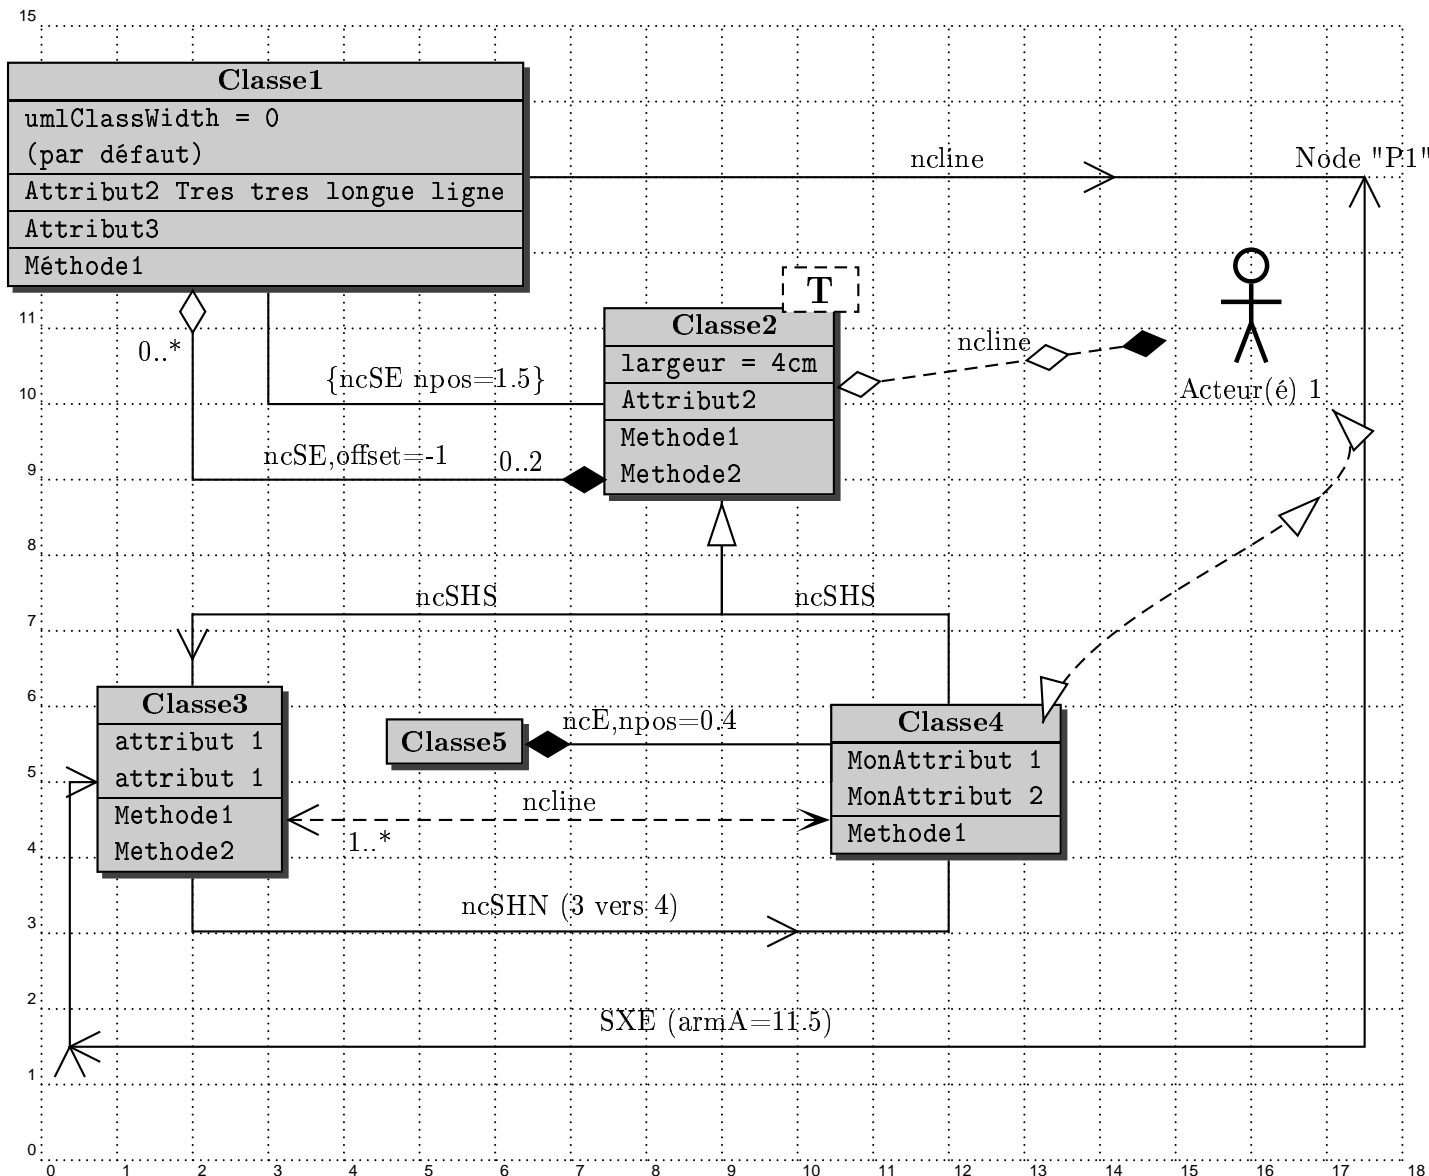 15
Classe1
umlClassWidth = 0
(par défaut)
Attribut2 Tres tres longue ligne
Attribut3
Méthode1
ncline
Node "P1"
T
Classe2
largeur = 4cm
Attribut2
Methode1
Methode2
11
0..*
{ncSE npos=1.5}
ncline
Acteur(é) 1
10
ncSE,offset=-1
0..2
9
8
ncSHS
ncSHS
7
6
Classe3
attribut 1
attribut 1
Methode1
Methode2
Classe5
ncE,npos=0.4
Classe4
MonAttribut 1
MonAttribut 2
Methode1
5
ncline
1..*
4
ncSHN (3 vers 4)
3
2
SXE (armA=11.5)
1
0
0 1 2 3 4 5 6 7 8 9 10 11 12 13 14 15 16 17 18